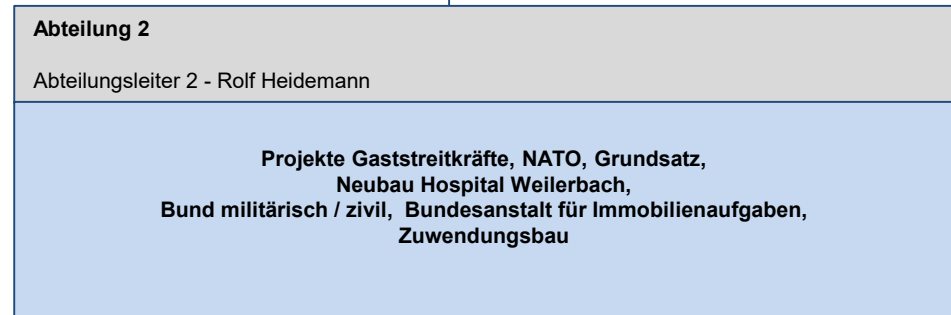 Abteilung 2
Abteilungsleiter 2 - Rolf Heidemann
Projekte Gaststreitkräfte, NATO, Grundsatz,
Neubau Hospital Weilerbach,
Bund militärisch / zivil, Bundesanstalt für Immobilienaufgaben,
Zuwendungsbau